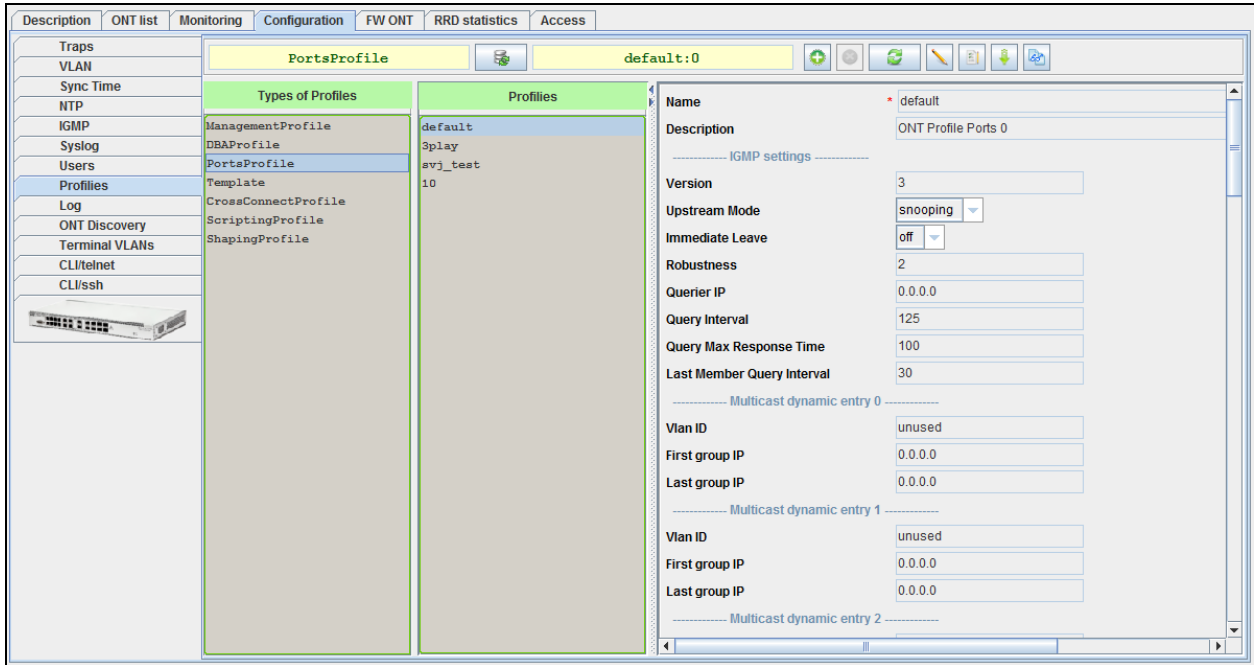 Description ONT list Monitoring Configuration FW ONT RRD statistics Access
Traps
VLAN
Sync Time
NTP
IGMP
Syslog
Users
Profilies
Log
ONT Discovery
Terminal VLANs
CLI/telnet
CLI/ssh
PortsProfile default:0
Types of Profiles
ManagementProfile
DBAProfile
PortsProfile
Template
CrossConnectProfile
ScriptingProfile
ShapingProfile
Profilies
default
3play
svj_test
10
Name * default
Description ONT Profile Ports 0
------------- IGMP settings -------------
Version 3
Upstream Mode snooping
Immediate Leave off
Robustness 2
Querier IP 0.0.0.0
Query Interval 125
Query Max Response Time 100
Last Member Query Interval 30
------------- Multicast dynamic entry 0 -------------
Vlan ID unused
First group IP 0.0.0.0
Last group IP 0.0.0.0
------------- Multicast dynamic entry 1 -------------
Vlan ID unused
First group IP 0.0.0.0
Last group IP 0.0.0.0
------------- Multicast dynamic entry 2 -------------